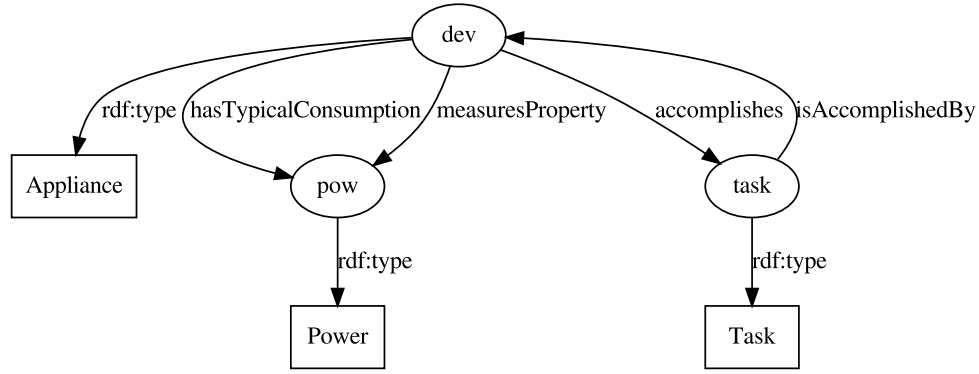 dev
rdf:type
hasTypicalConsumption
measuresProperty
accomplishes
isAccomplishedBy
Appliance
pow
task
rdf:type
rdf:type
Power
Task